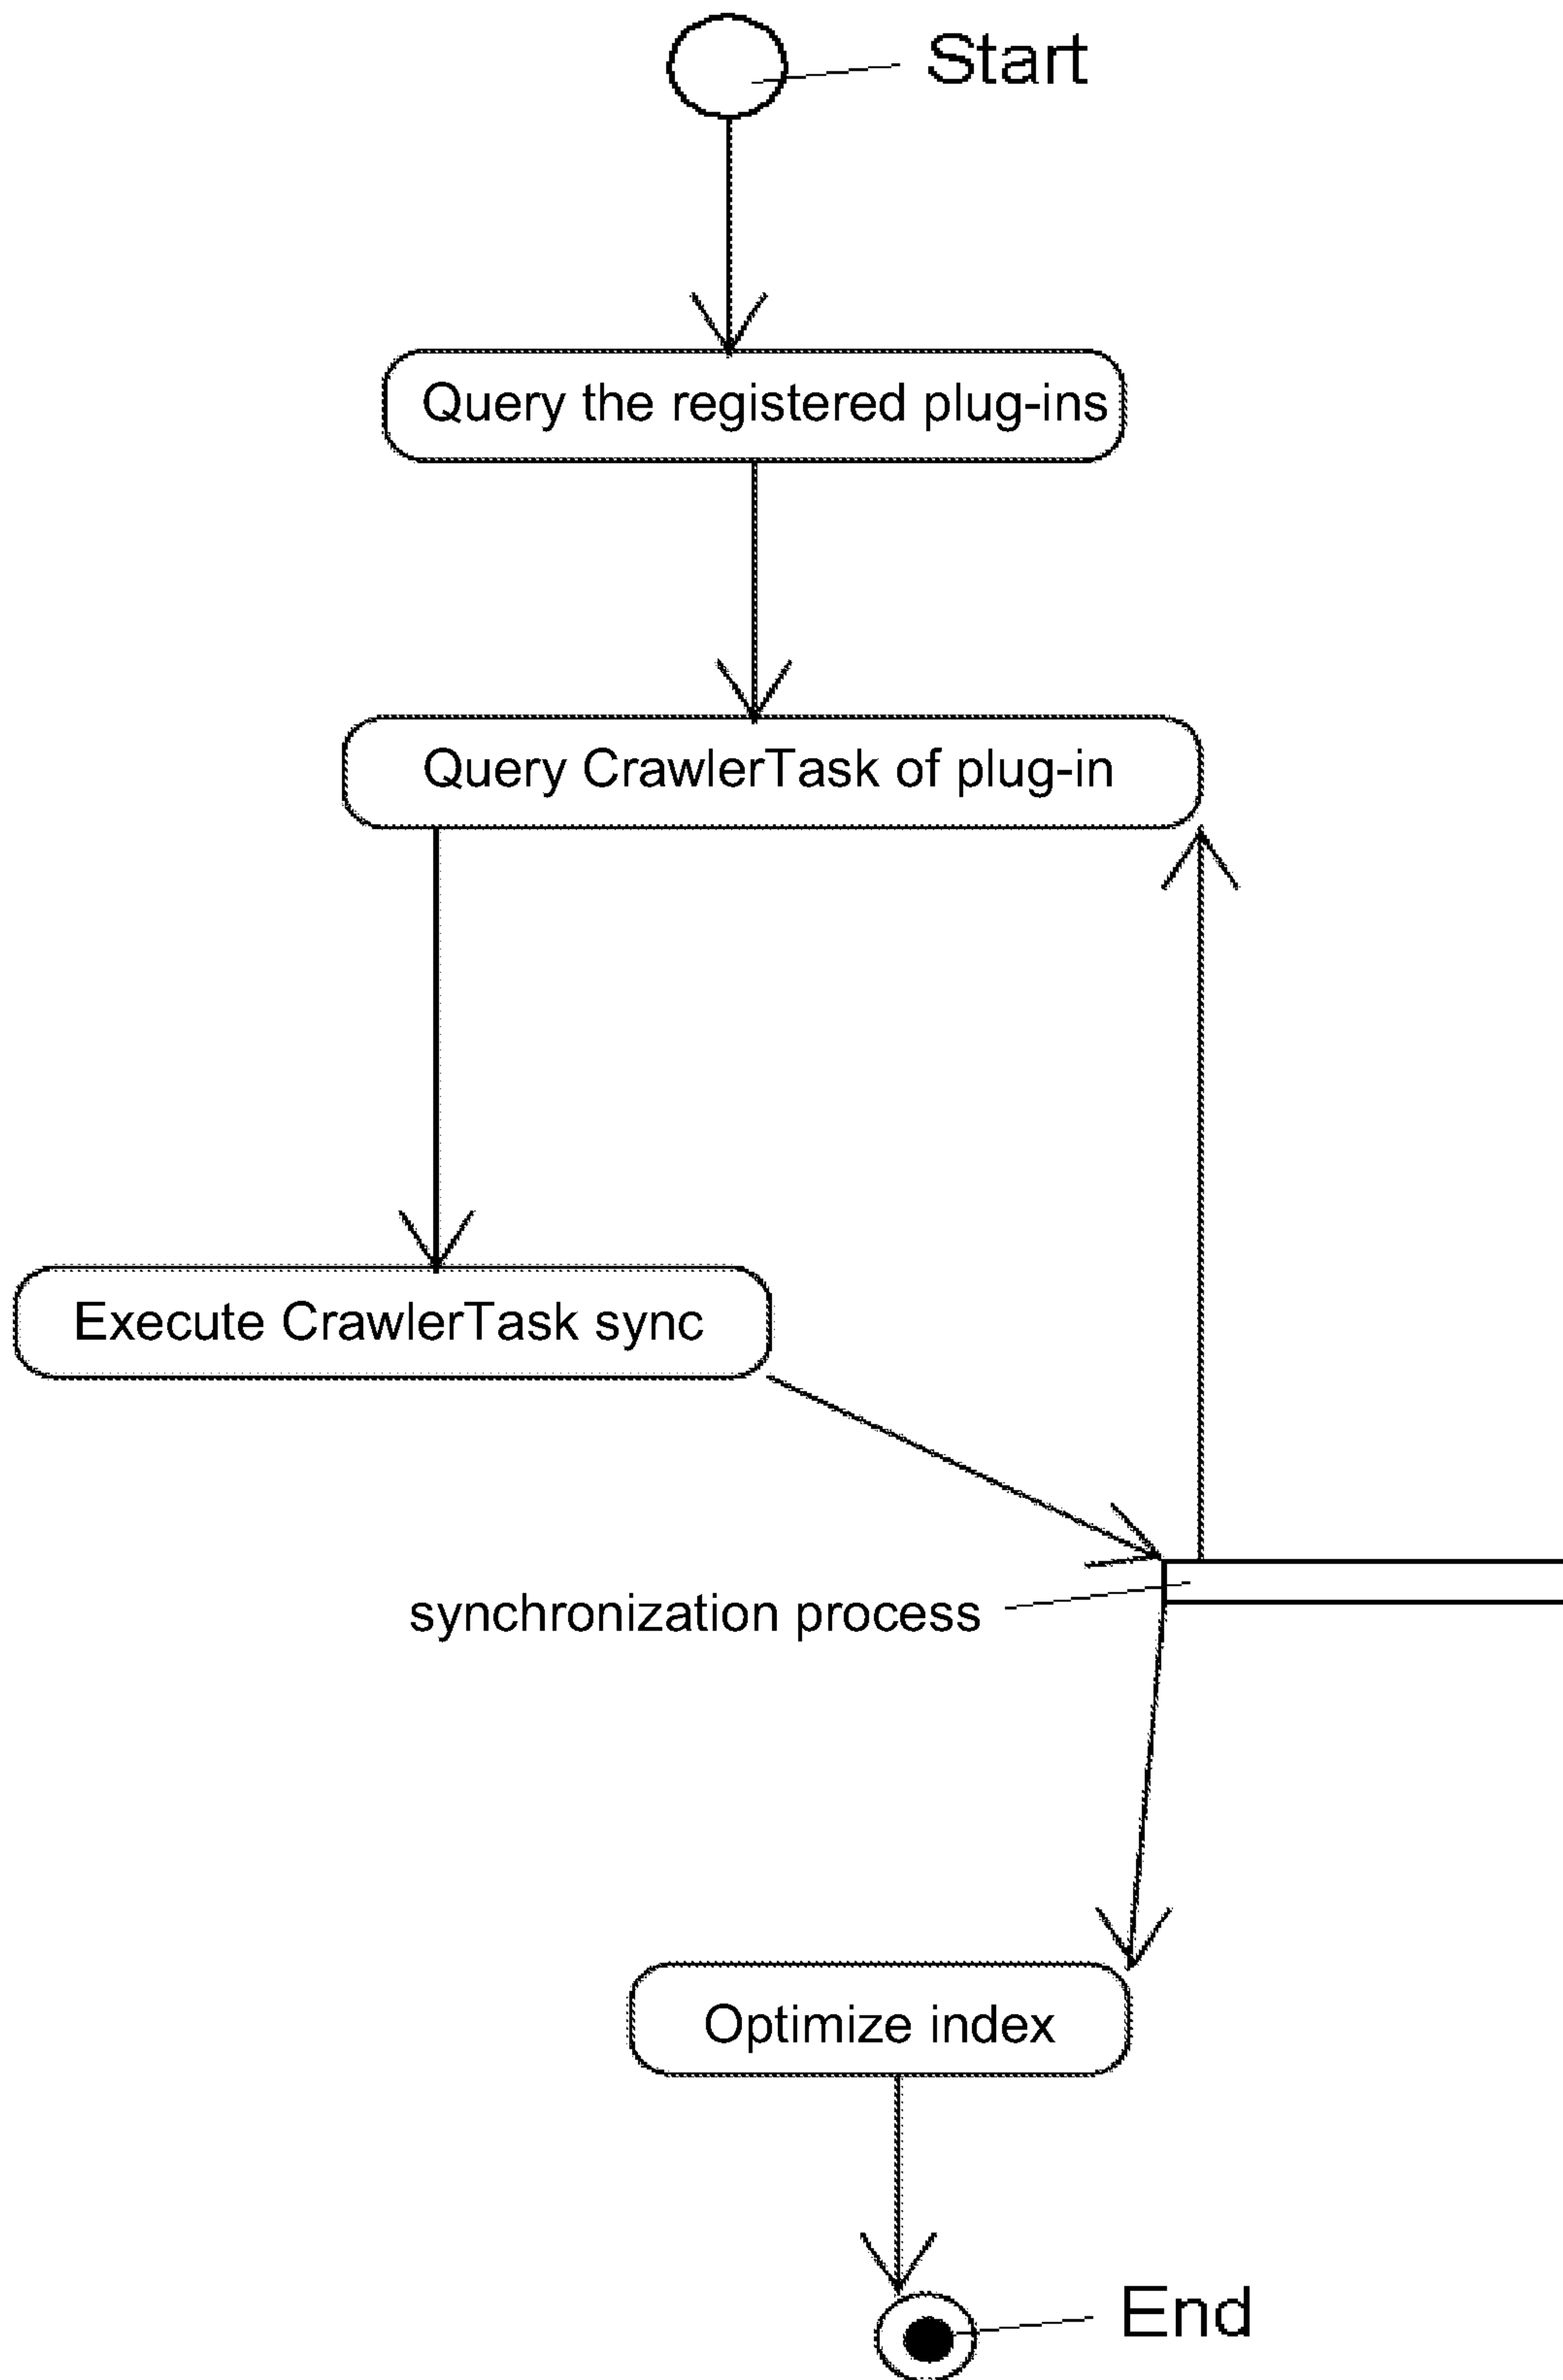 Start
Query the registered plug-ins
Query CrawlerTask of plug-in
Execute CrawlerTask sync
synchronization process
Optimize index
End